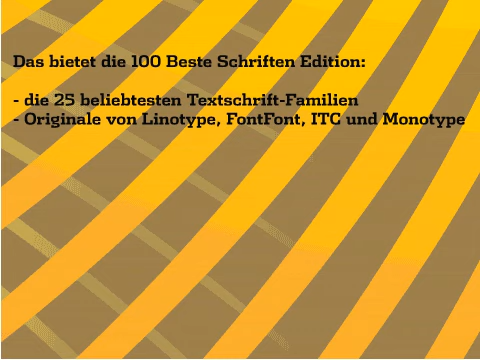 Das bietet die 100 Beste Schriften Edition:
- die 25 beliebtesten Textschrift-Familien
- Originale von Linotype, FontFont, ITC und Monotype